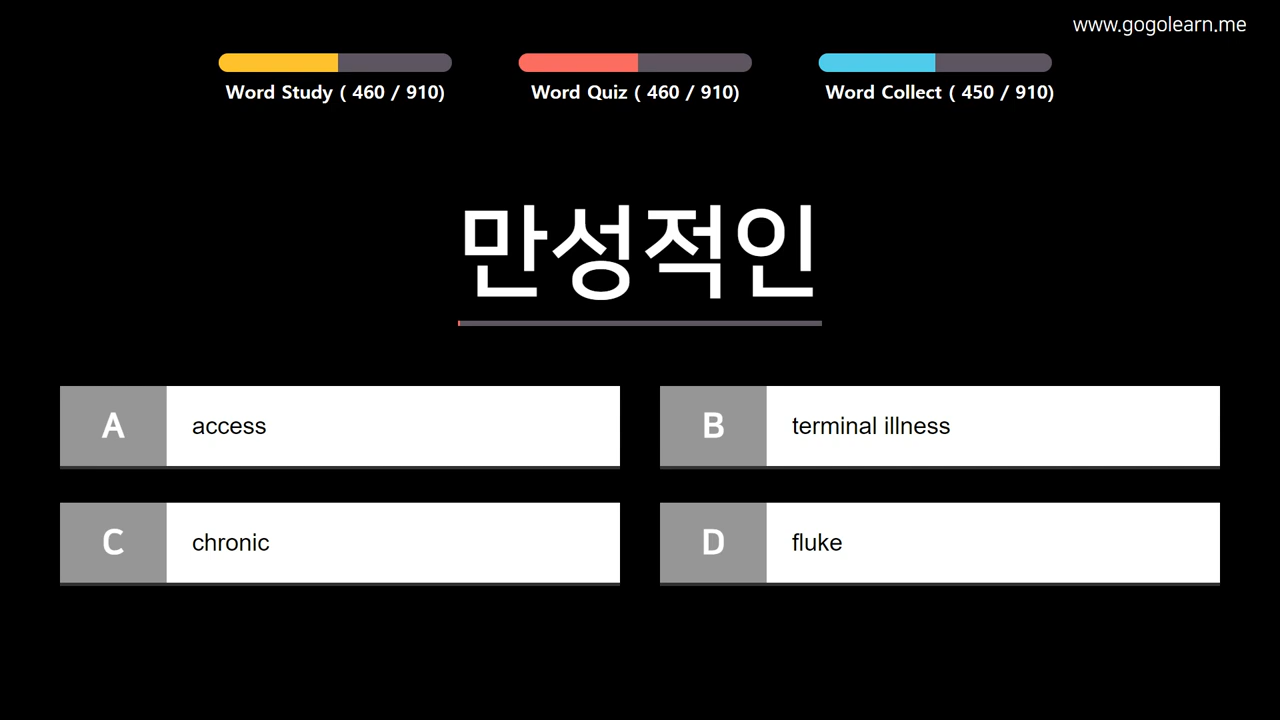 www.gogolearn.me
Word Study ( 460 / 910)
Word Quiz ( 460 / 910)
Word Collect ( 450 / 910)
만성적인
A access
B terminal illness
C chronic
D fluke